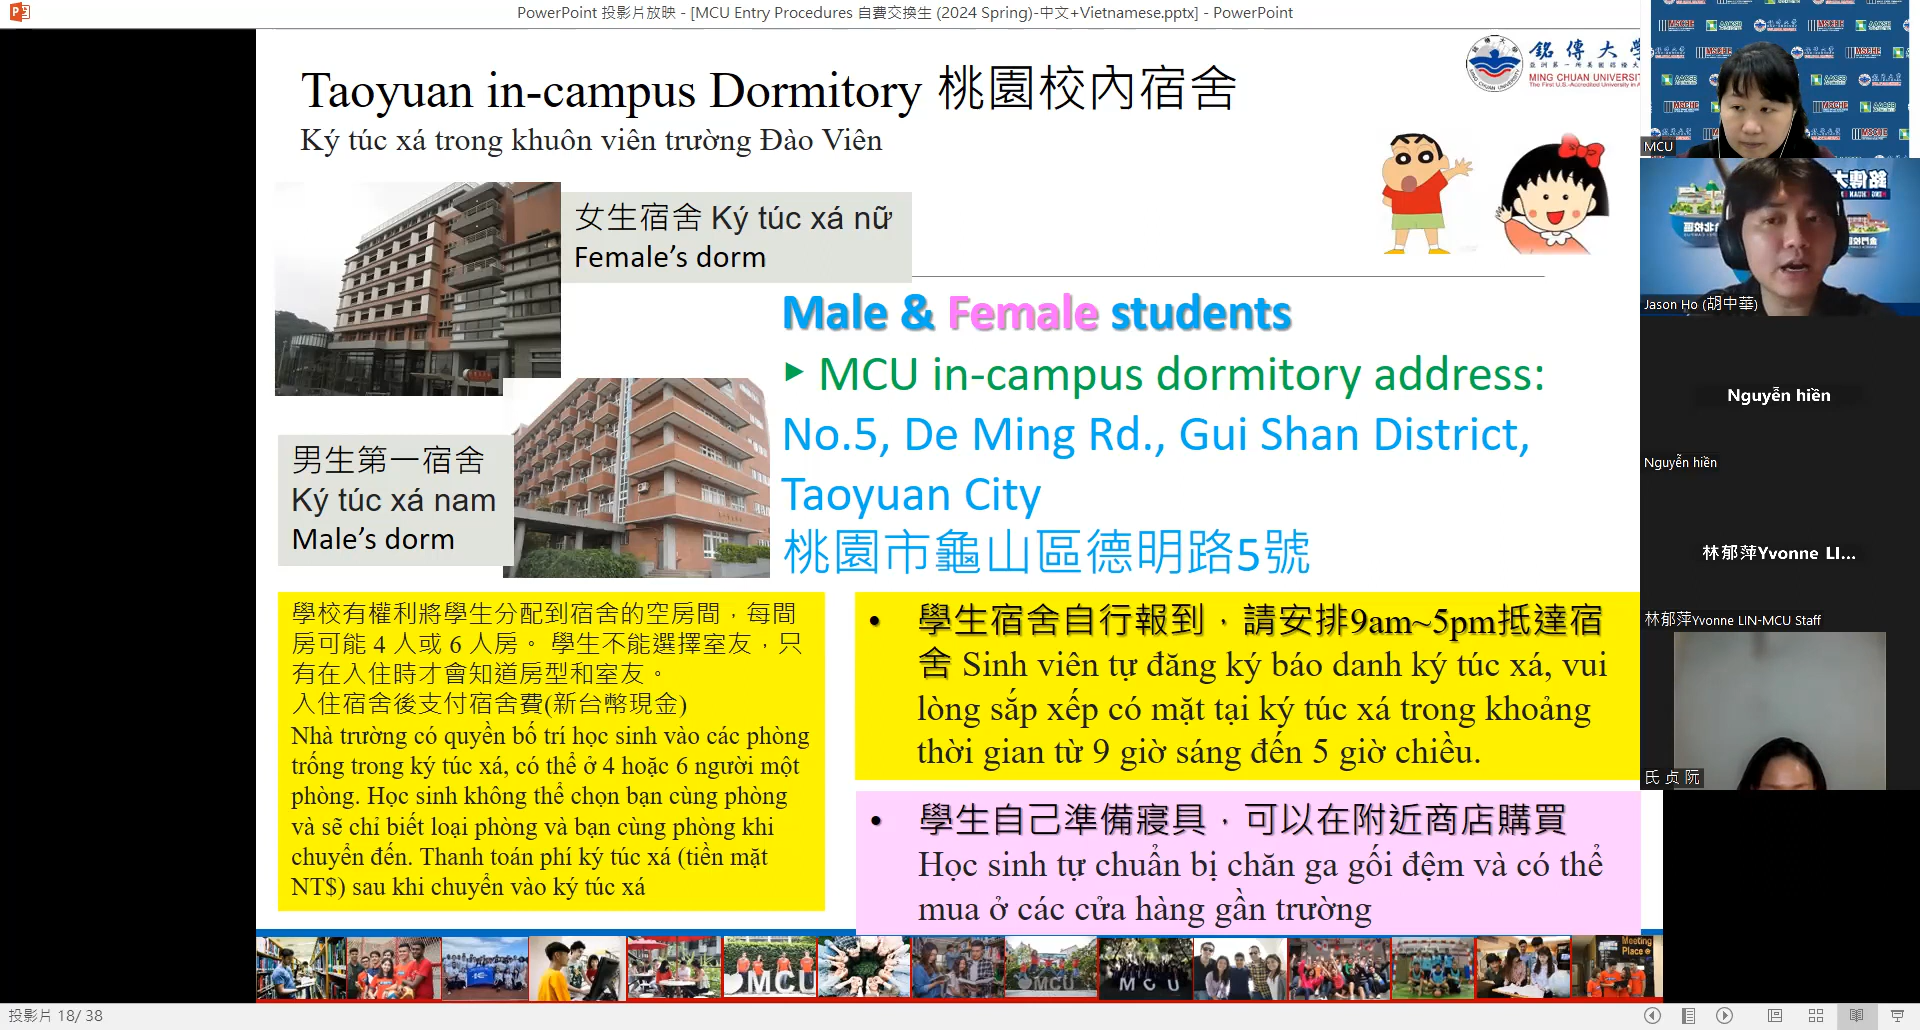 PowerPoint 投影片放映 - [MCU Entry Procedures 自費交換生 (2024 Spring)-中文+Vietnamese.pptx] - PowerPoint
Taoyuan in-campus Dormitory 桃園校內宿舍
Ký túc xá trong khuôn viên trường Đào Viên
銘傳大學
MING CHUAN UNIVERSITY
女生宿舍 Ký túc xá nữ
Female's dorm
Male & Female students
▶ MCU in-campus dormitory address:
No.5, De Ming Rd., Gui Shan District,
Taoyuan City
桃園市龜山區德明路5號
男生第一宿舍
Ký túc xá nam
Male's dorm
學校有權利將學生分配到宿舍的空房間，每間
房可能 4 人或 6 人房。 學生不能選擇室友，只
有在入住時才會知道房型和室友。
入住宿舍後支付宿舍費(新台幣現金)
Nhà trường có quyền bố trí học sinh vào các phòng
trống trong ký túc xá, có thể ở 4 hoặc 6 người một
phòng. Học sinh không thể chọn bạn cùng phòng
và sẽ chỉ biết loại phòng và bạn cùng phòng khi
chuyển đến. Thanh toán phí ký túc xá (tiền mặt
NT$) sau khi chuyển vào ký túc xá
• 學生宿舍自行報到，請安排9am~5pm抵達宿
舍 Sinh viên tự đăng ký báo danh ký túc xá, vui
lòng sắp xếp có mặt tại ký túc xá trong khoảng
thời gian từ 9 giờ sáng đến 5 giờ chiều.
• 學生自己準備寢具，可以在附近商店購買
Học sinh tự chuẩn bị chăn ga gối đệm và có thể
mua ở các cửa hàng gần trường
MCU
Jason Ho (胡中華)
Nguyễn hiền
Nguyễn hiền
林郁萍Yvonne LI...
林郁萍Yvonne LIN-MCU Staff
氏 贞 阮
MCU
MCU
MCU
Meeting
Place
投影片 18/ 38